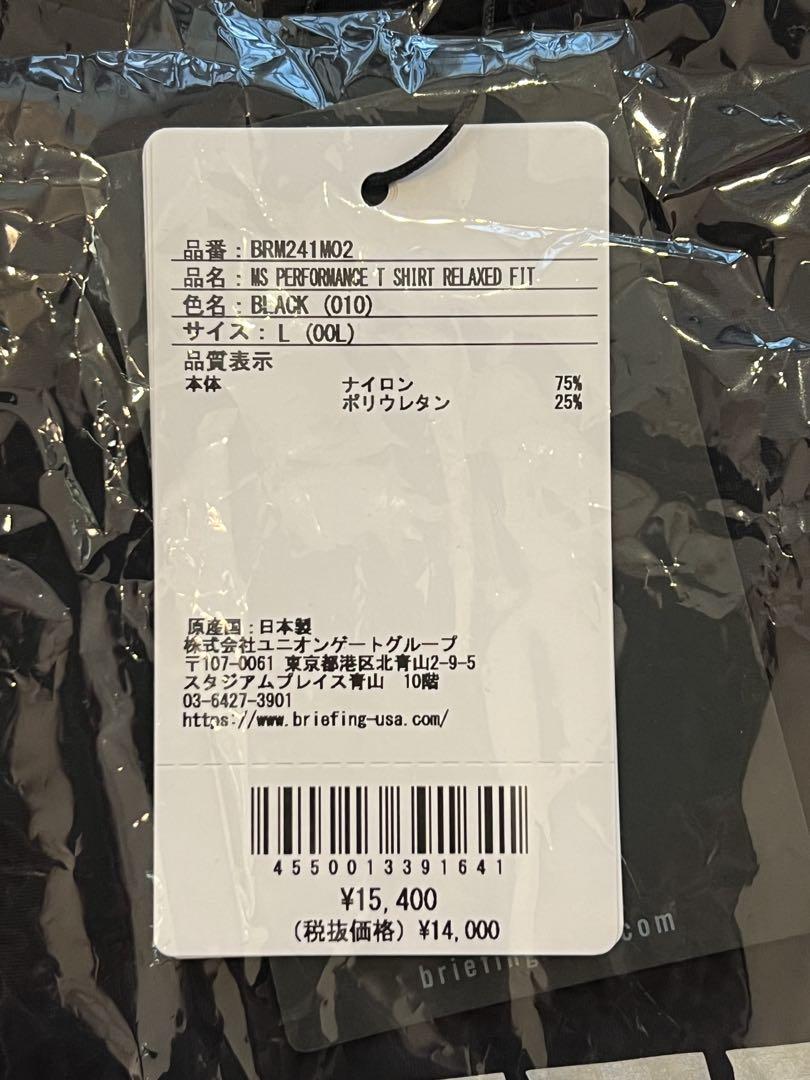 品番：BRM241M02
品名：MS PERFORMANCE T SHIRT RELAXED FIT
色名：BLACK (010)
サイズ：L (00L)
品質表示
本体 ナイロン 75%
ポリウレタン 25%
原産国：日本製
株式会社ユニオンゲートグループ
〒107-0061 東京都港区北青山2-9-5
スタジアムプレイス青山 10階
03-6427-3901
https://www.briefing-usa.com/
4550013391641
¥15,400
(税抜価格) ¥14,000
briefing com